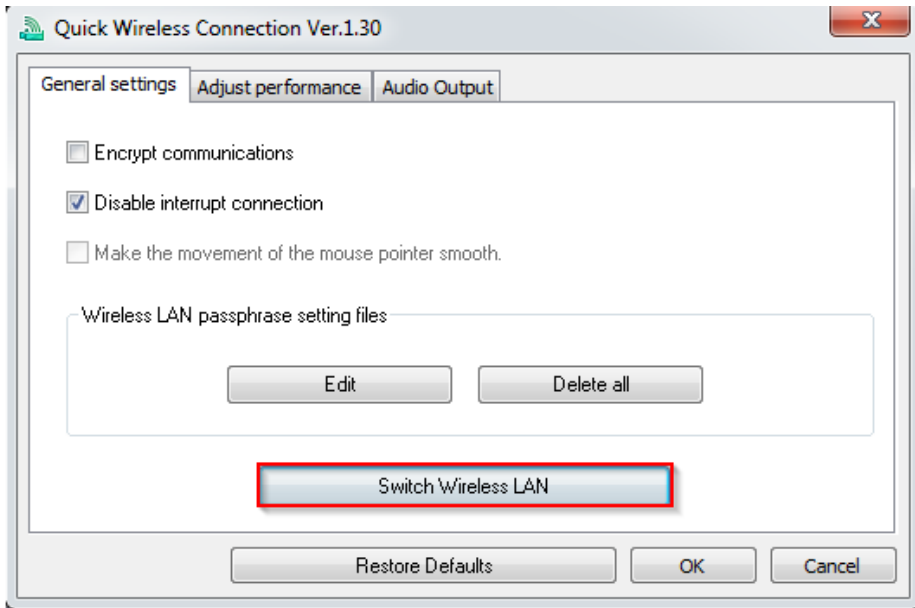 Quick Wireless Connection Ver.1.30
General settings Adjust performance Audio Output
Encrypt communications
Disable interrupt connection
Make the movement of the mouse pointer smooth.
Wireless LAN passphrase setting files
Edit Delete all
Switch Wireless LAN
Restore Defaults OK Cancel